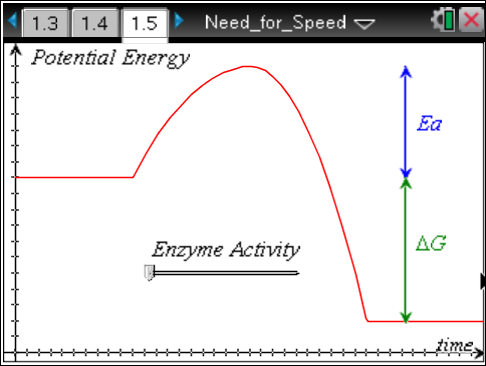 1.3 1.4 1.5 Need_for_Speed
Potential Energy
Ea
Enzyme Activity
ΔG
time